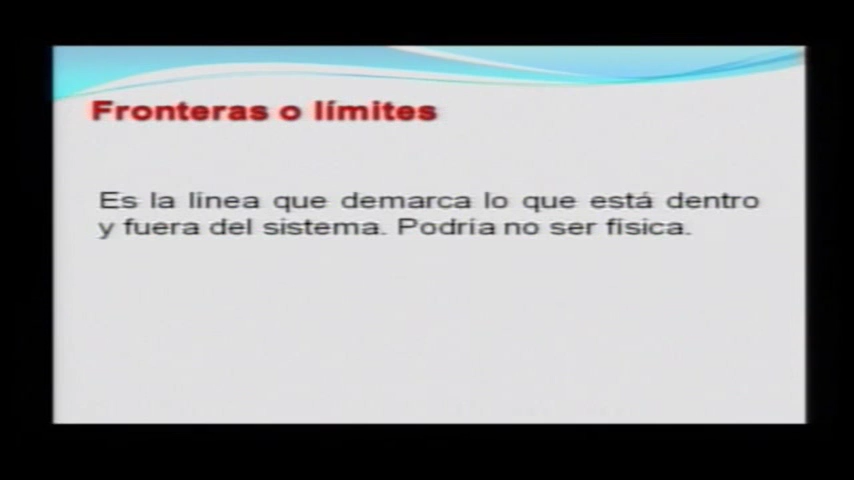 Fronteras o límites
Es la línea que demarca lo que está dentro
y fuera del sistema. Podría no ser física.